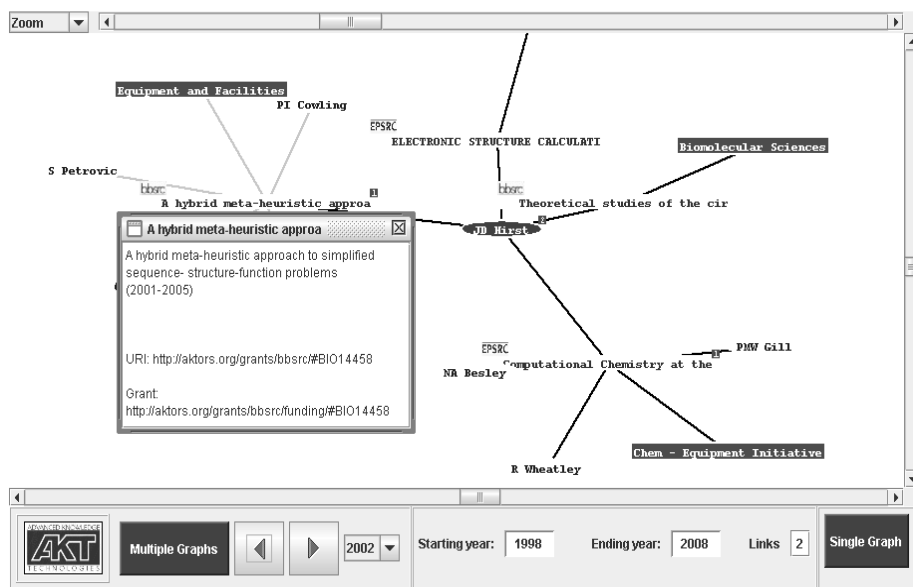 Zoom
Equipment and Facilities
PI Cowling
EPSRC
ELECTRONIC STRUCTURE CALCULATI
Biomolecular Sciences
S Petrovic
bbsrc
A hybrid meta-heuristic approa
1
bbsrc
Theoretical studies of the cir
JD Hirst
2
A hybrid meta-heuristic approa
A hybrid meta-heuristic approach to simplified
sequence- structure-function problems
(2001-2005)
URI: http://aktors.org/grants/bbsrc/#BIO14458
Grant:
http://aktors.org/grants/bbsrc/funding/#BIO14458
EPSRC
Computational Chemistry at the
1
PMW Gill
NA Besley
R Wheatley
Chem - Equipment Initiative
ADVANCED KNOWLEDGE
AKT
TECHNOLOGIES
Multiple Graphs
2002
Starting year: 1998
Ending year: 2008
Links 2
Single Graph